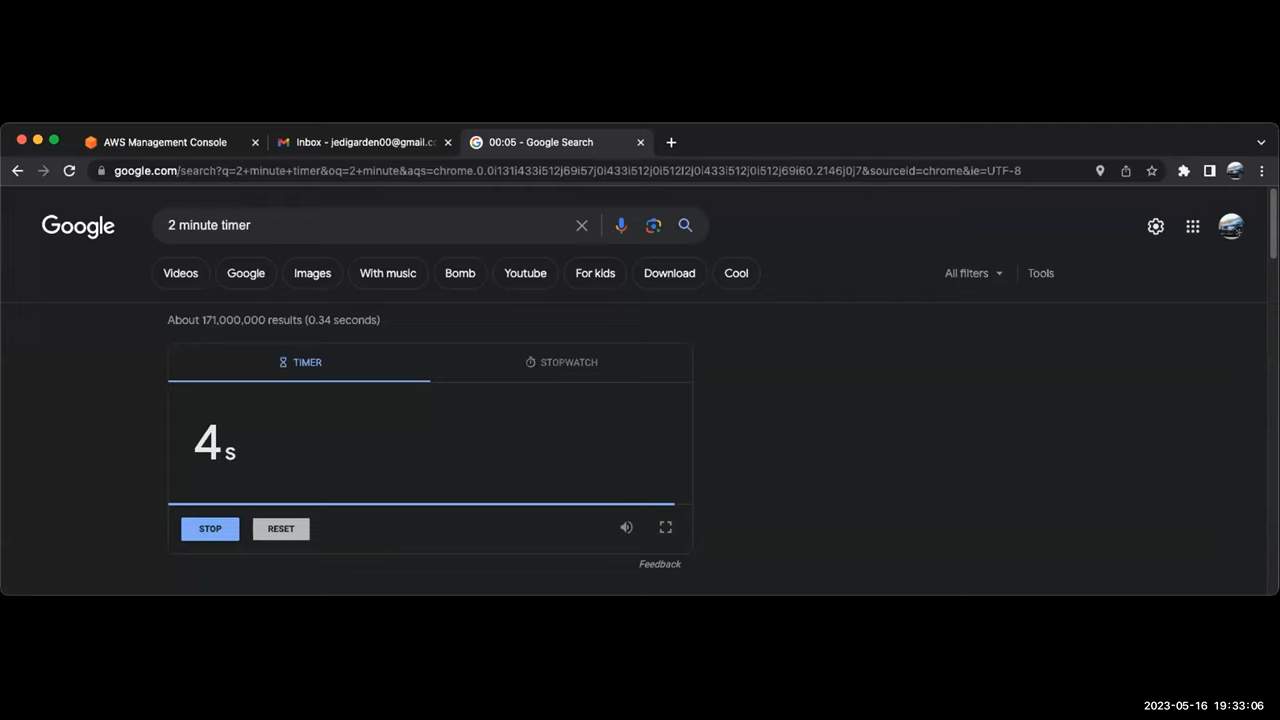 AWS Management Console
Inbox - jedigarden00@gmail.cc
00:05 - Google Search
google.com/search?q=2+minute+timer&oq=2+minute&aqs=chrome.0.0i131i433i512j69i57j0i433i512j0i512l2j0i433i512j0i512j69i60.2146j0j7&sourceid=chrome&ie=UTF-8
Google
2 minute timer
Videos
Google
Images
With music
Bomb
Youtube
For kids
Download
Cool
All filters
Tools
About 171,000,000 results (0.34 seconds)
TIMER
STOPWATCH
4 s
STOP
RESET
Feedback
2023-05-16 19:33:06